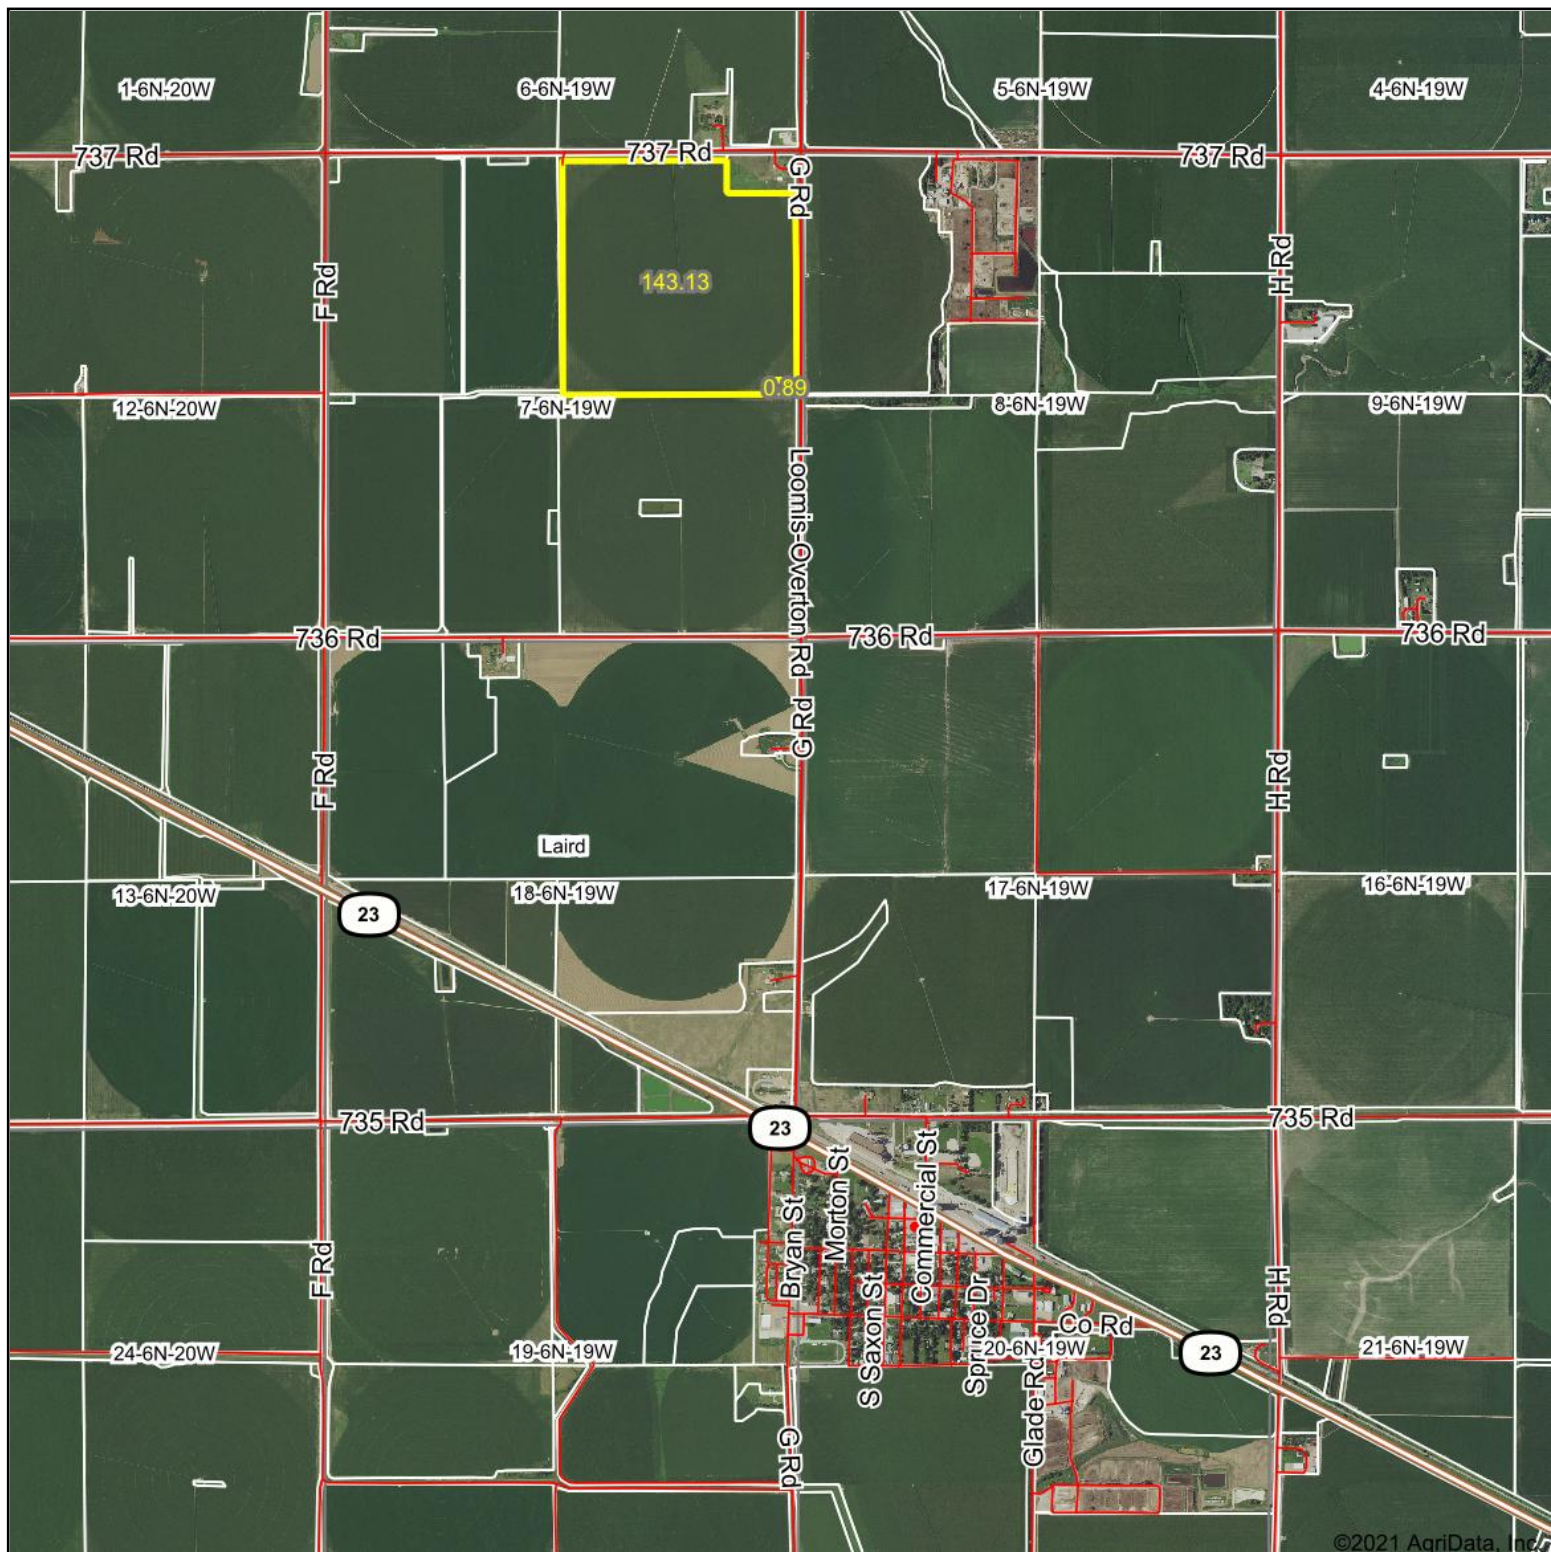 1-6N-20W
6-6N-19W
5-6N-19W
4-6N-19W
737 Rd
737 Rd
737 Rd
G Rd
F Rd
143.13
H Rd
0.89
12-6N-20W
7-6N-19W
8-6N-19W
9-6N-19W
Loomis-Overton Rd
736 Rd
736 Rd
736 Rd
G Rd
F Rd
H Rd
Laird
13-6N-20W
18-6N-19W
17-6N-19W
16-6N-19W
23
735 Rd
23
735 Rd
Bryan St
Morton St
Commercial St
F Rd
S Saxon St
Spruce Dr
H Rd
Co Rd
24-6N-20W
19-6N-19W
20-6N-19W
23
21-6N-19W
G Rd
Glader Rd
©2021 AgriData, Inc.